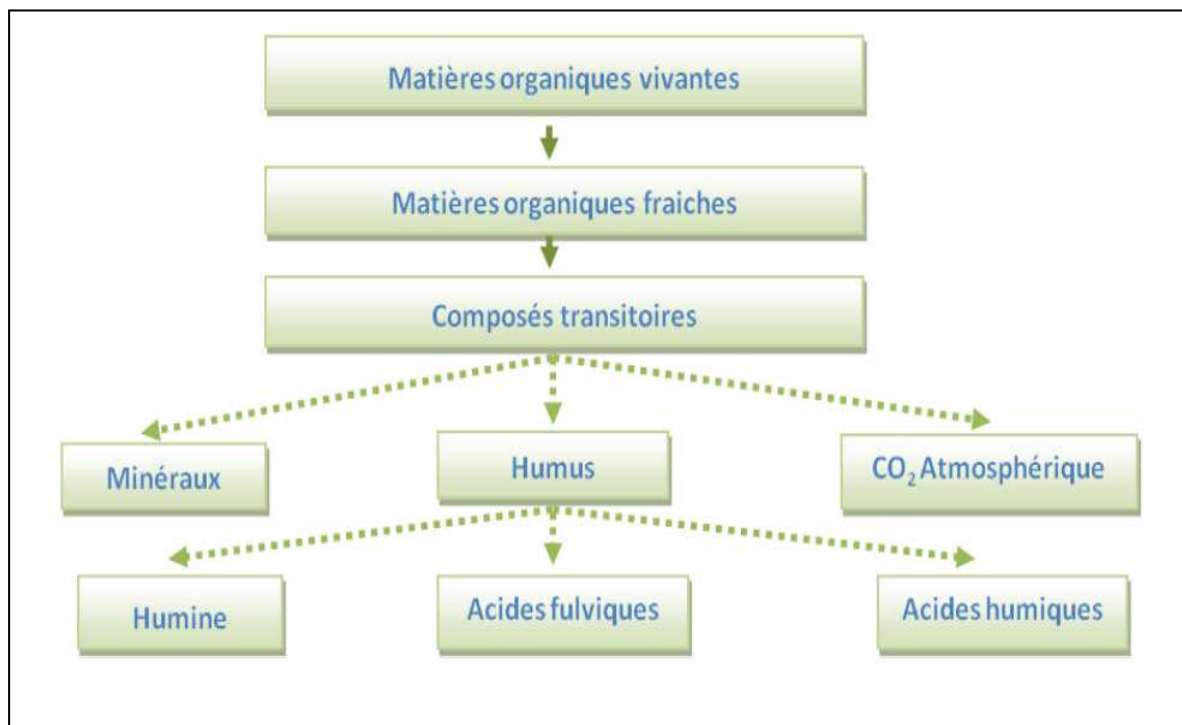 Matières organiques vivantes
Matières organiques fraiches
Composés transitoires
Minéraux
Humus
CO₂ Atmosphérique
Humine
Acides fulviques
Acides humiques